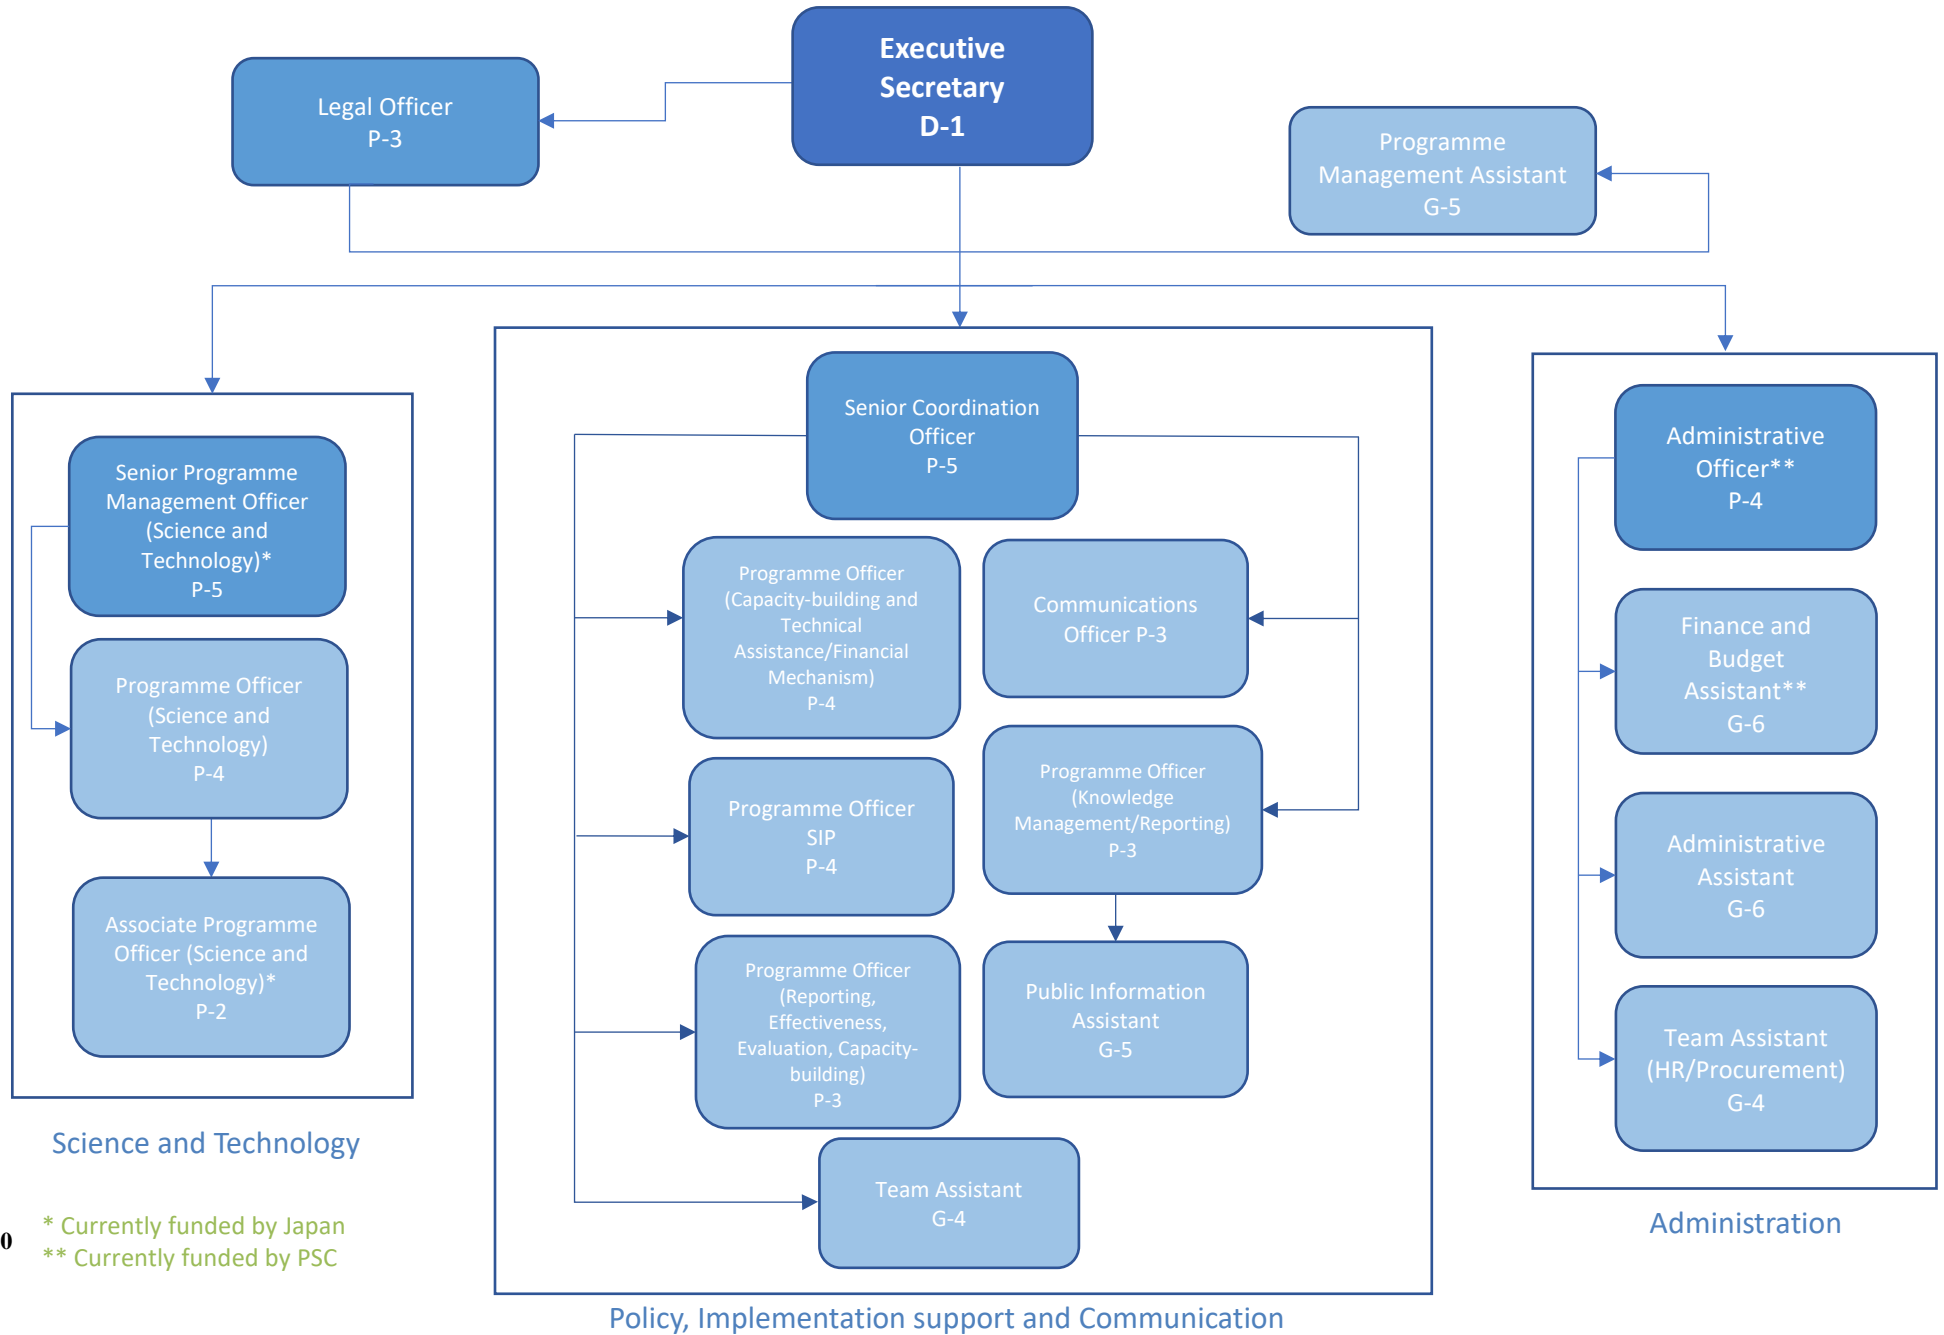 Executive
Secretary
D-1
Legal Officer
P-3
Programme
Management Assistant
G-5
Senior Programme
Management Officer
(Science and
Technology)*
P-5
Programme Officer
(Science and
Technology)
P-4
Associate Programme
Officer (Science and
Technology)*
P-2
Science and Technology
Senior Coordination
Officer
P-5
Programme Officer
(Capacity-building and
Technical
Assistance/Financial
Mechanism)
P-4
Programme Officer
SIP
P-4
Programme Officer
(Reporting,
Effectiveness,
Evaluation, Capacity-
building)
P-3
Team Assistant
G-4
Communications
Officer P-3
Programme Officer
(Knowledge
Management/Reporting)
P-3
Public Information
Assistant
G-5
Policy, Implementation support and Communication
Administrative
Officer**
P-4
Finance and
Budget
Assistant**
G-6
Administrative
Assistant
G-6
Team Assistant
(HR/Procurement)
G-4
Administration
* Currently funded by Japan
0
** Currently funded by PSC